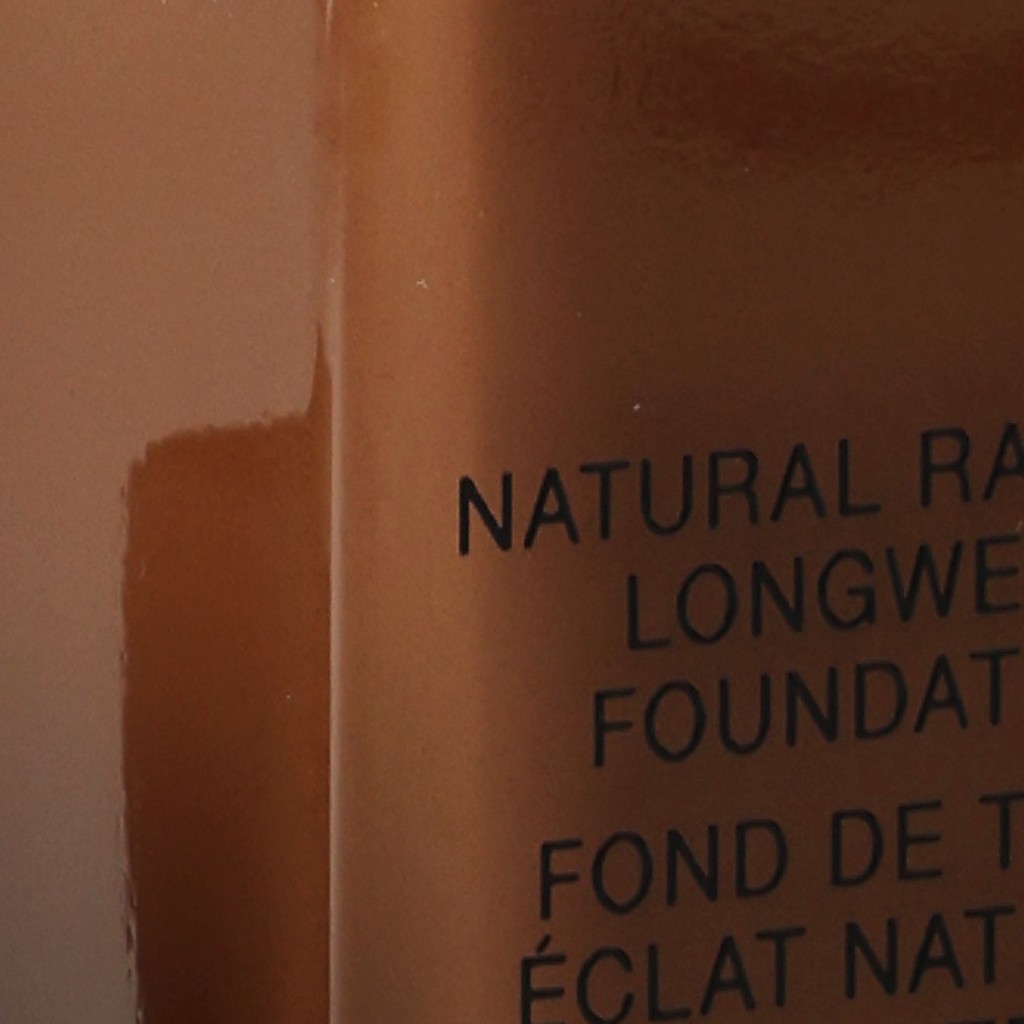 NATURAL RA
LONGWE
FOUNDAT
FOND DE T
ÉCLAT NAT